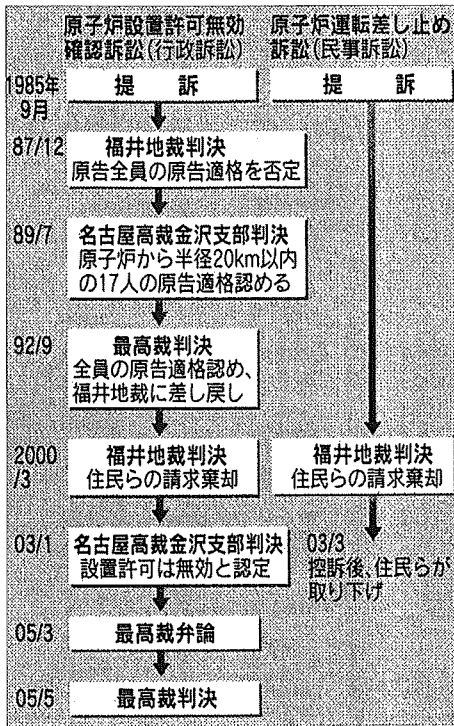 原子炉設置許可無効
確認訴訟(行政訴訟)
原子炉運転差し止め
訴訟(民事訴訟)
1985年
9月
提 訴
提 訴
87/12
福井地裁判決
原告全員の原告適格を否定
89/7
名古屋高裁金沢支部判決
原子炉から半径20km以内
の17人の原告適格認める
92/9
最高裁判決
全員の原告適格認め、
福井地裁に差し戻し
2000
/3
福井地裁判決
住民らの請求棄却
福井地裁判決
住民らの請求棄却
03/1
名古屋高裁金沢支部判決
設置許可は無効と認定
03/3
控訴後、住民らが
取り下げ
05/3
最高裁弁論
05/5
最高裁判決